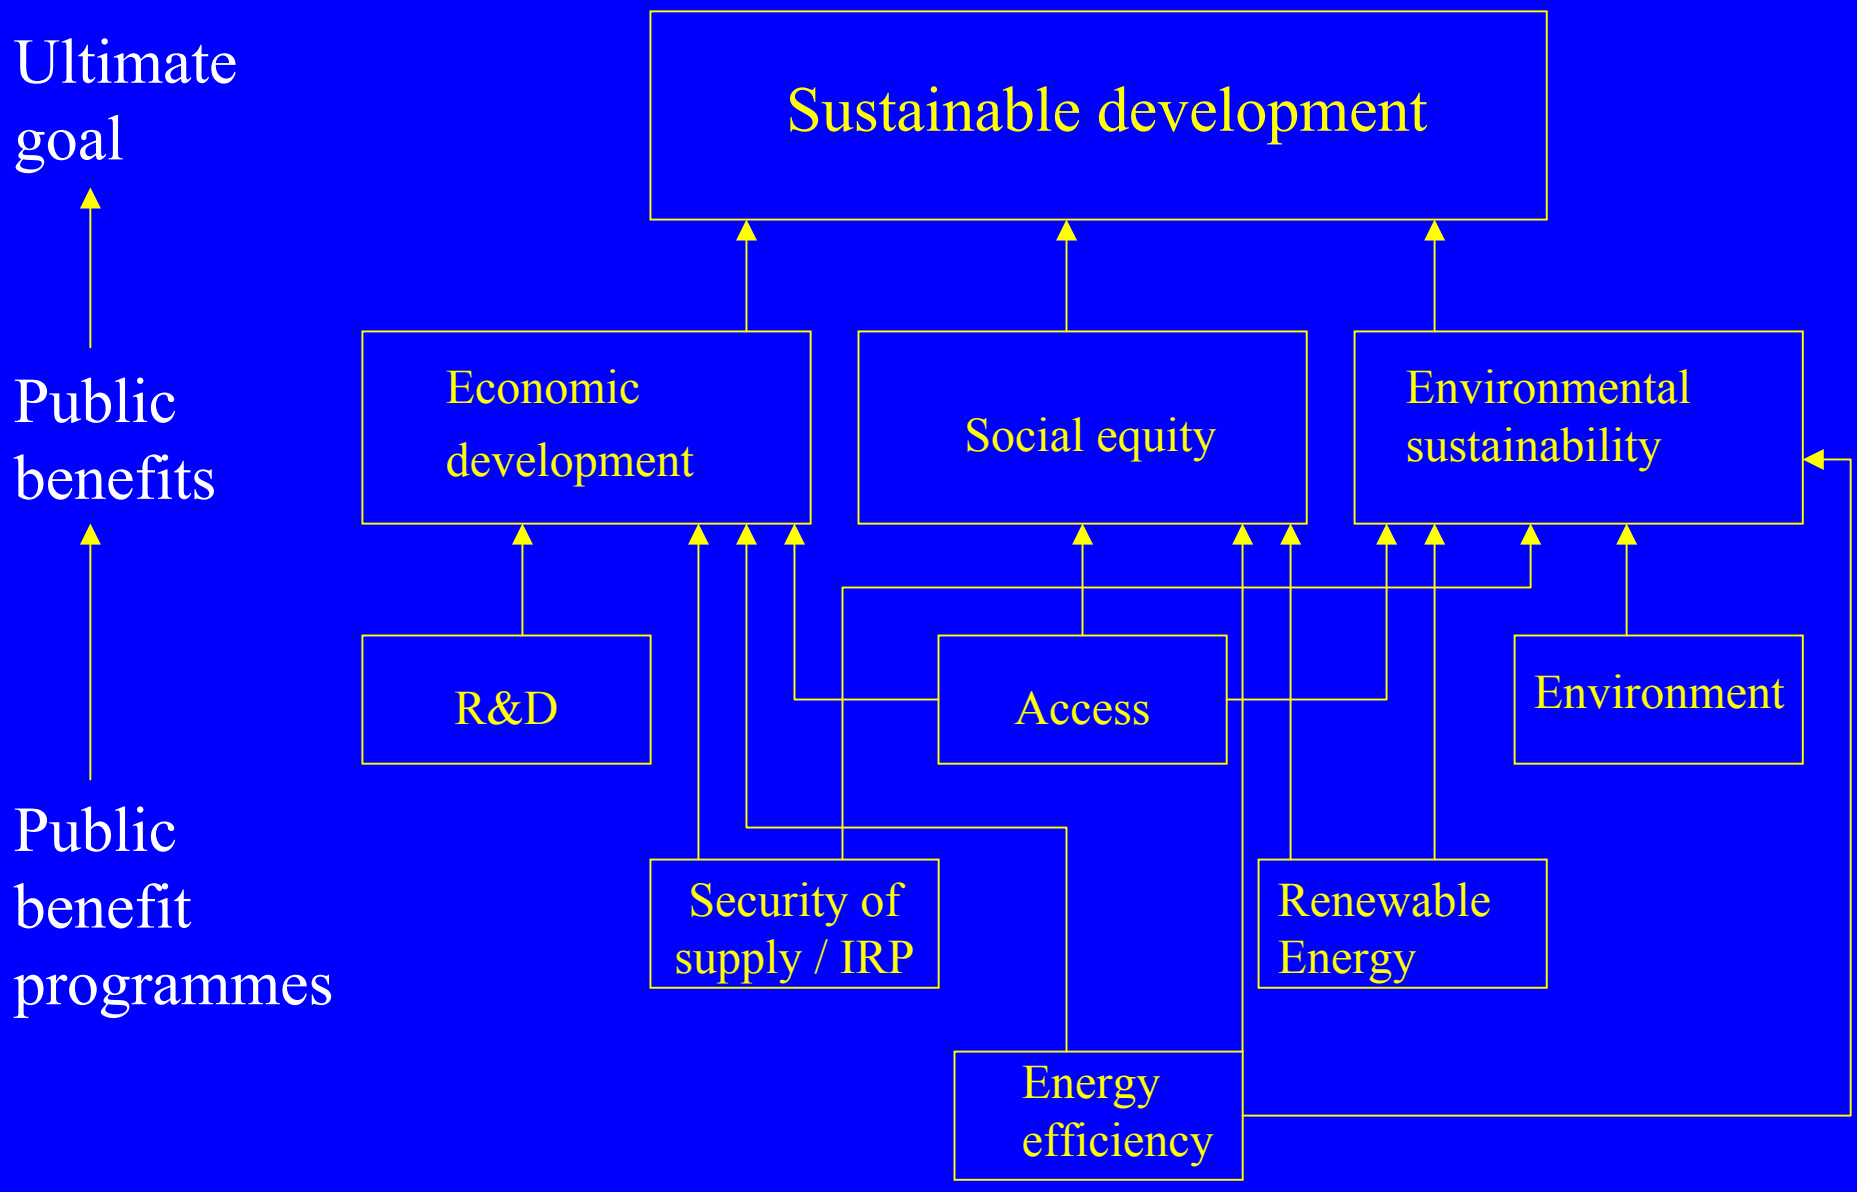 Ultimate
goal
Sustainable development
Public
benefits
Economic
development
Social equity
Environmental
sustainability
R&D
Access
Environment
Public
benefit
programmes
Security of
supply / IRP
Renewable
Energy
Energy
efficiency